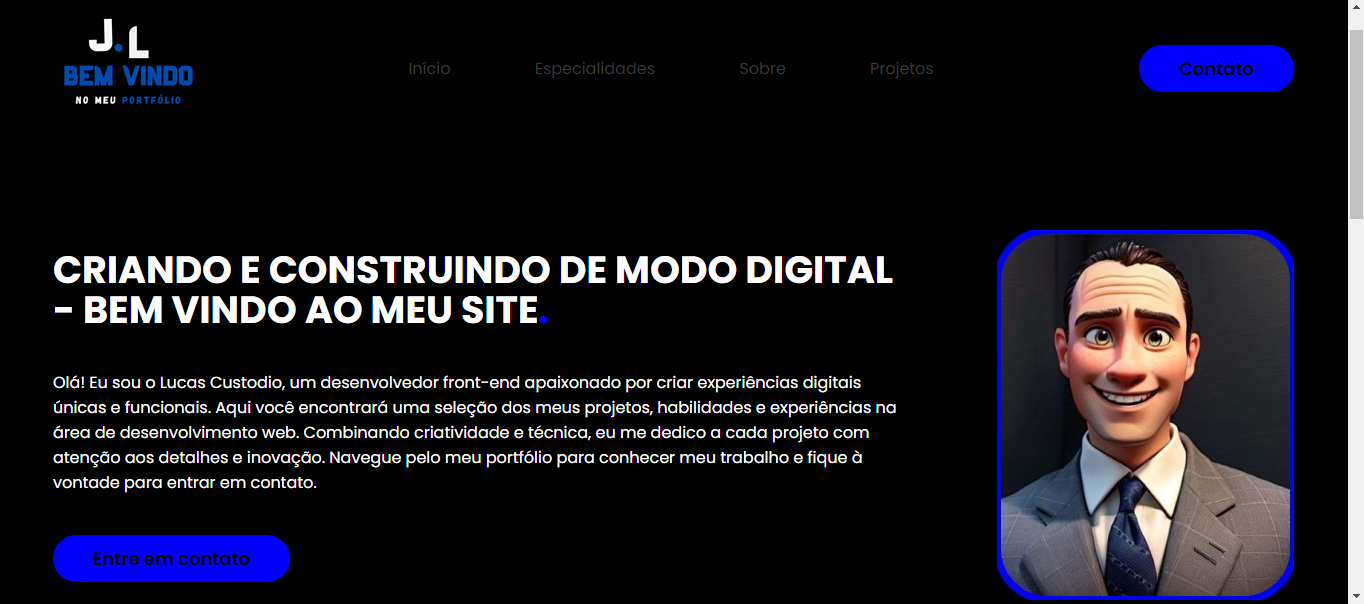 J.L
BEM VINDO
NO MEU PORTFÓLIO
Início
Especialidades
Sobre
Projetos
Contato
CRIANDO E CONSTRUINDO DE MODO DIGITAL
- BEM VINDO AO MEU SITE.
Olá! Eu sou o Lucas Custodio, um desenvolvedor front-end apaixonado por criar experiências digitais
únicas e funcionais. Aqui você encontrará uma seleção dos meus projetos, habilidades e experiências na
área de desenvolvimento web. Combinando criatividade e técnica, eu me dedico a cada projeto com
atenção aos detalhes e inovação. Navegue pelo meu portfólio para conhecer meu trabalho e fique à
vontade para entrar em contato.
Entre em contato